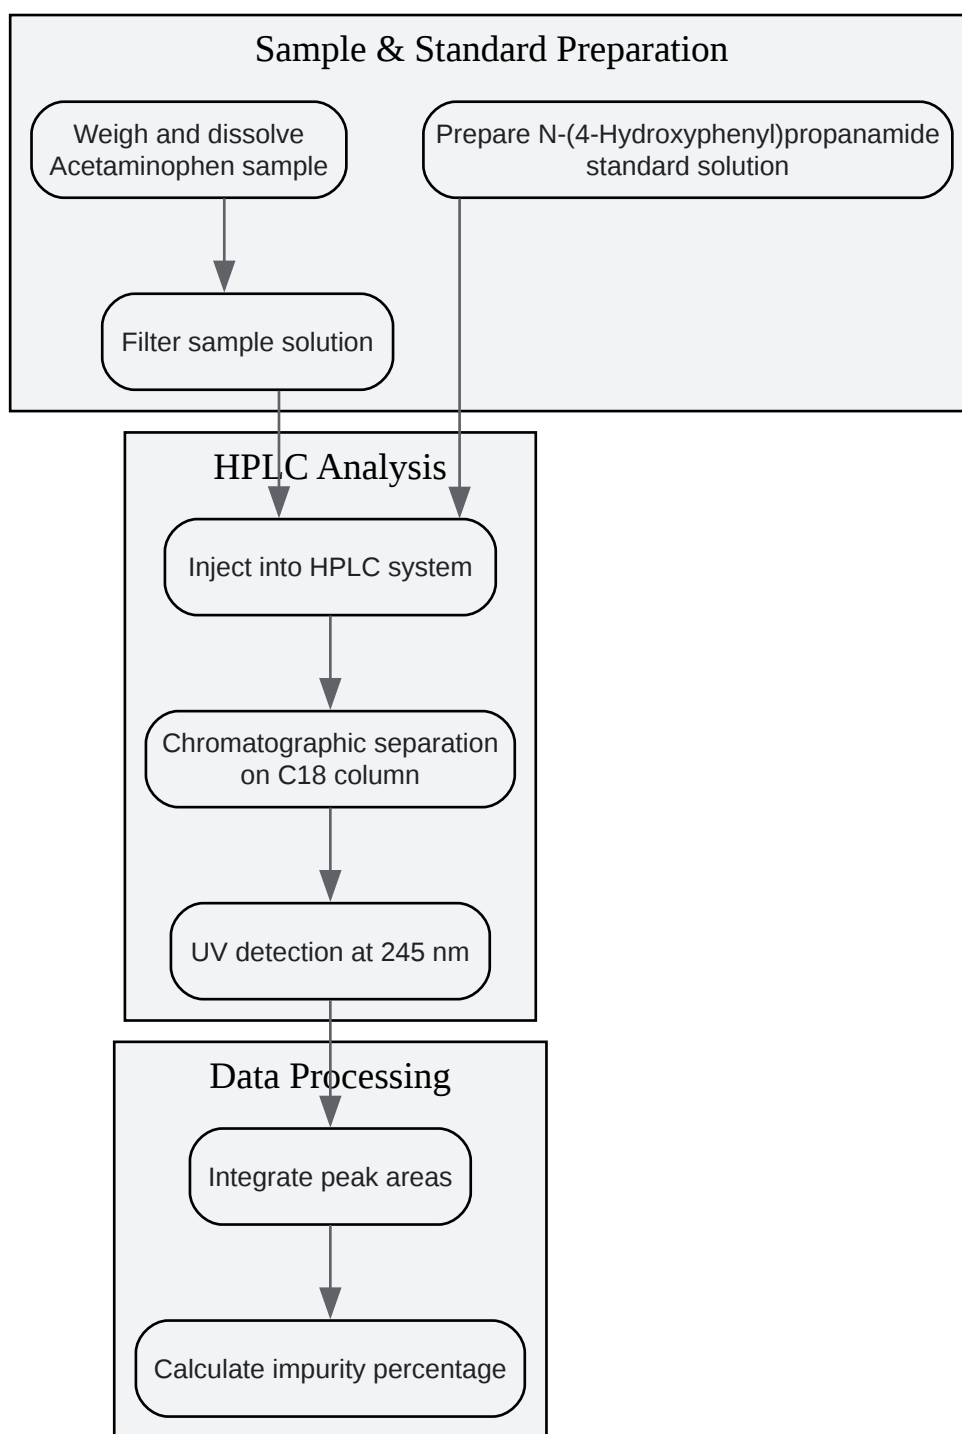 Sample & Standard Preparation
Weigh and dissolve
Acetaminophen sample
Prepare N-(4-Hydroxyphenyl)propanamide
standard solution
Filter sample solution
HPLC Analysis
Inject into HPLC system
Chromatographic separation
on C18 column
UV detection at 245 nm
Data Processing
Integrate peak areas
Calculate impurity percentage